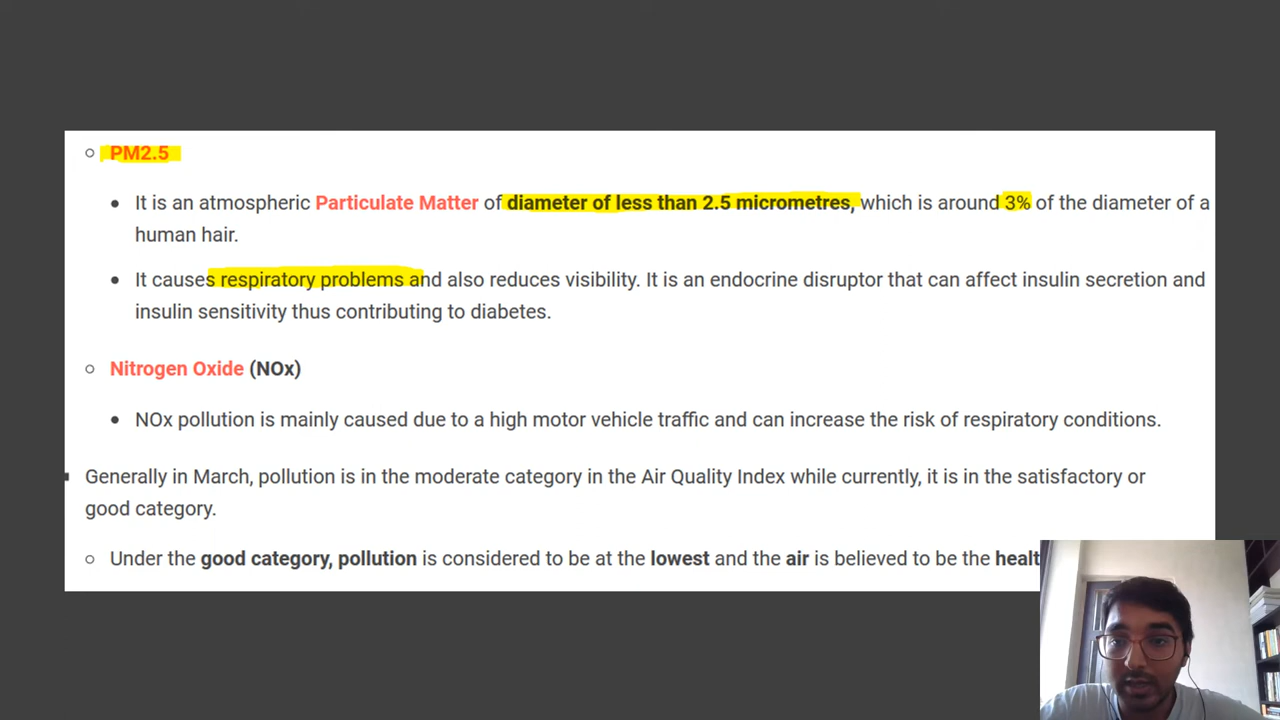 PM2.5
It is an atmospheric Particulate Matter of diameter of less than 2.5 micrometres, which is around 3% of the diameter of a
human hair.
It causes respiratory problems and also reduces visibility. It is an endocrine disruptor that can affect insulin secretion and
insulin sensitivity thus contributing to diabetes.
Nitrogen Oxide (NOx)
NOx pollution is mainly caused due to a high motor vehicle traffic and can increase the risk of respiratory conditions.
Generally in March, pollution is in the moderate category in the Air Quality Index while currently, it is in the satisfactory or
good category.
Under the good category, pollution is considered to be at the lowest and the air is believed to be the